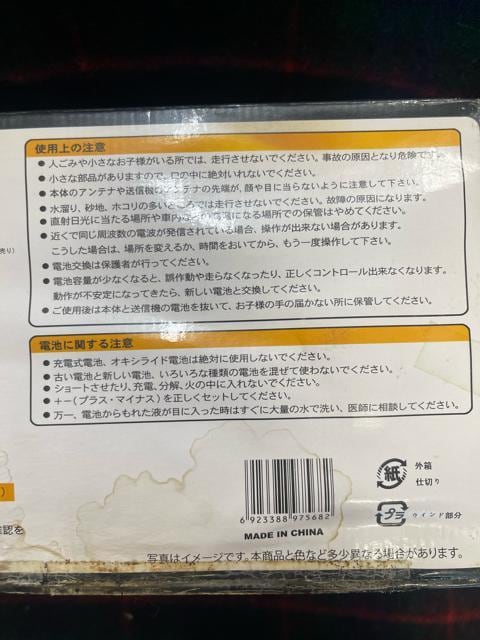 使用上の注意
● 人ごみや小さなお子様がいる所では、走行させないでください。事故の原因となり危険です。
● 小さな部品がありますので、口の中に絶対いれないでください。
● 本体のアンテナや送信機のアンテナの先端が、顔や目に当らないように注意して下さい。
● 水溜り、砂地、ホコリの多いところでは走行させないでください。故障の原因になります。
● 直射日光に当たる場所や車内など高温になる場所での保管はやめてください。
● 近くで同じ周波数の電波が発信されている場合、操作が出来ない場合があります。
こうした場合は、場所を変えるか、時間をおいてから、もう一度操作して下さい。
● 電池交換は保護者が行ってください。
● 電池容量が少なくなると、誤作動や走らなくなったり、正しくコントロール出来なくなります。
動作が不安定になってきたら、新しい電池と交換してください。
● ご使用後は本体と送信機の電池を抜いて、お子様の手の届かない所に保管してください。
売り)
電池に関する注意
● 充電式電池、オキシライド電池は絶対に使用しないでください。
● 古い電池と新しい電池、いろいろな種類の電池を混ぜて使わないでください。
● ショートさせたり、充電、分解、火の中に入れないでください。
● +−(プラス・マイナス)を正しくセットしてください。
● 万一、電池からもれた液が目に入った時はすぐに大量の水で洗い、医師に相談してください。
紙
外箱
仕切り
プラ
ウインド部分
6 923388 975682
MADE IN CHINA
)
確認を
写真はイメージです。本商品と色など多少異なる場合があります。